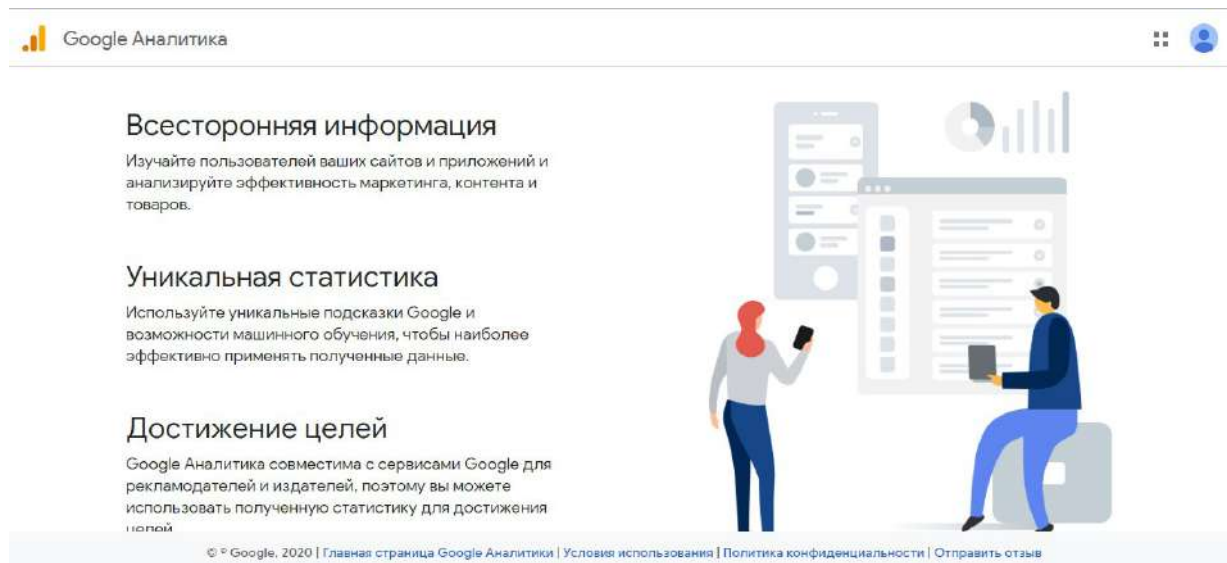 Google Аналитика
Всесторонняя информация
Изучайте пользователей ваших сайтов и приложений и
анализируйте эффективность маркетинга, контента и
товаров.
Уникальная статистика
Используйте уникальные подсказки Google и
возможности машинного обучения, чтобы наиболее
эффективно применять полученные данные.
Достижение целей
Google Аналитика совместима с сервисами Google для
рекламодателей и издателей, поэтому вы можете
использовать полученную статистику для достижения
целей
© ° Google, 2020 | Главная страница Google Аналитики | Условия использования | Политика конфиденциальности | Отправить отзыв